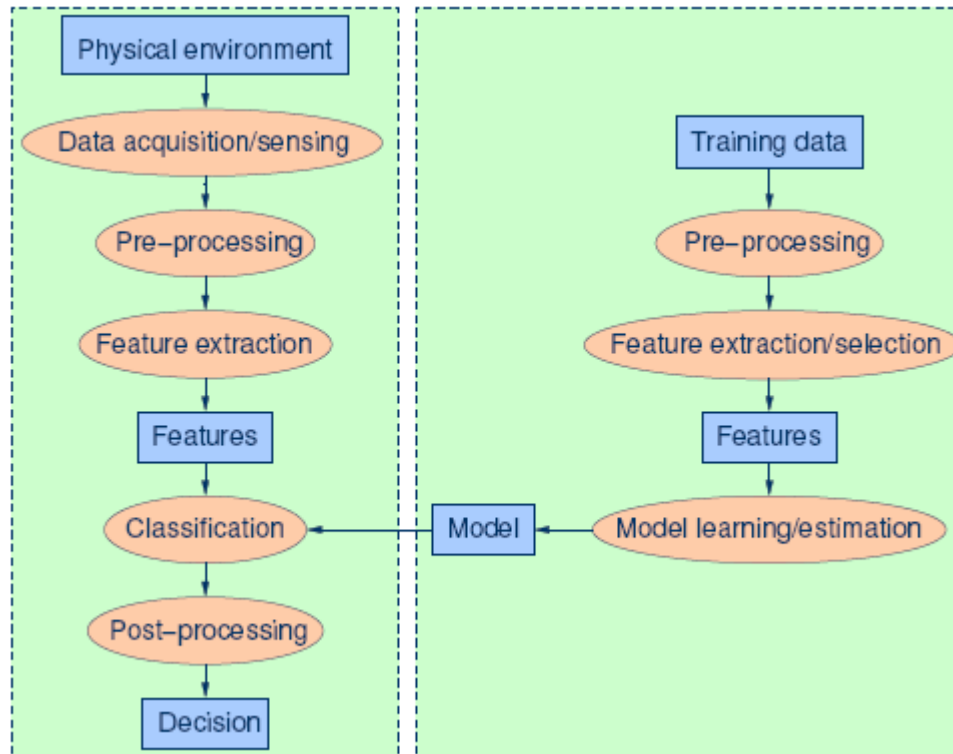 Physical environment
Data acquisition/sensing
Pre−processing
Feature extraction
Features
Classification
Post−processing
Decision
Training data
Pre−processing
Feature extraction/selection
Features
Model learning/estimation
Model